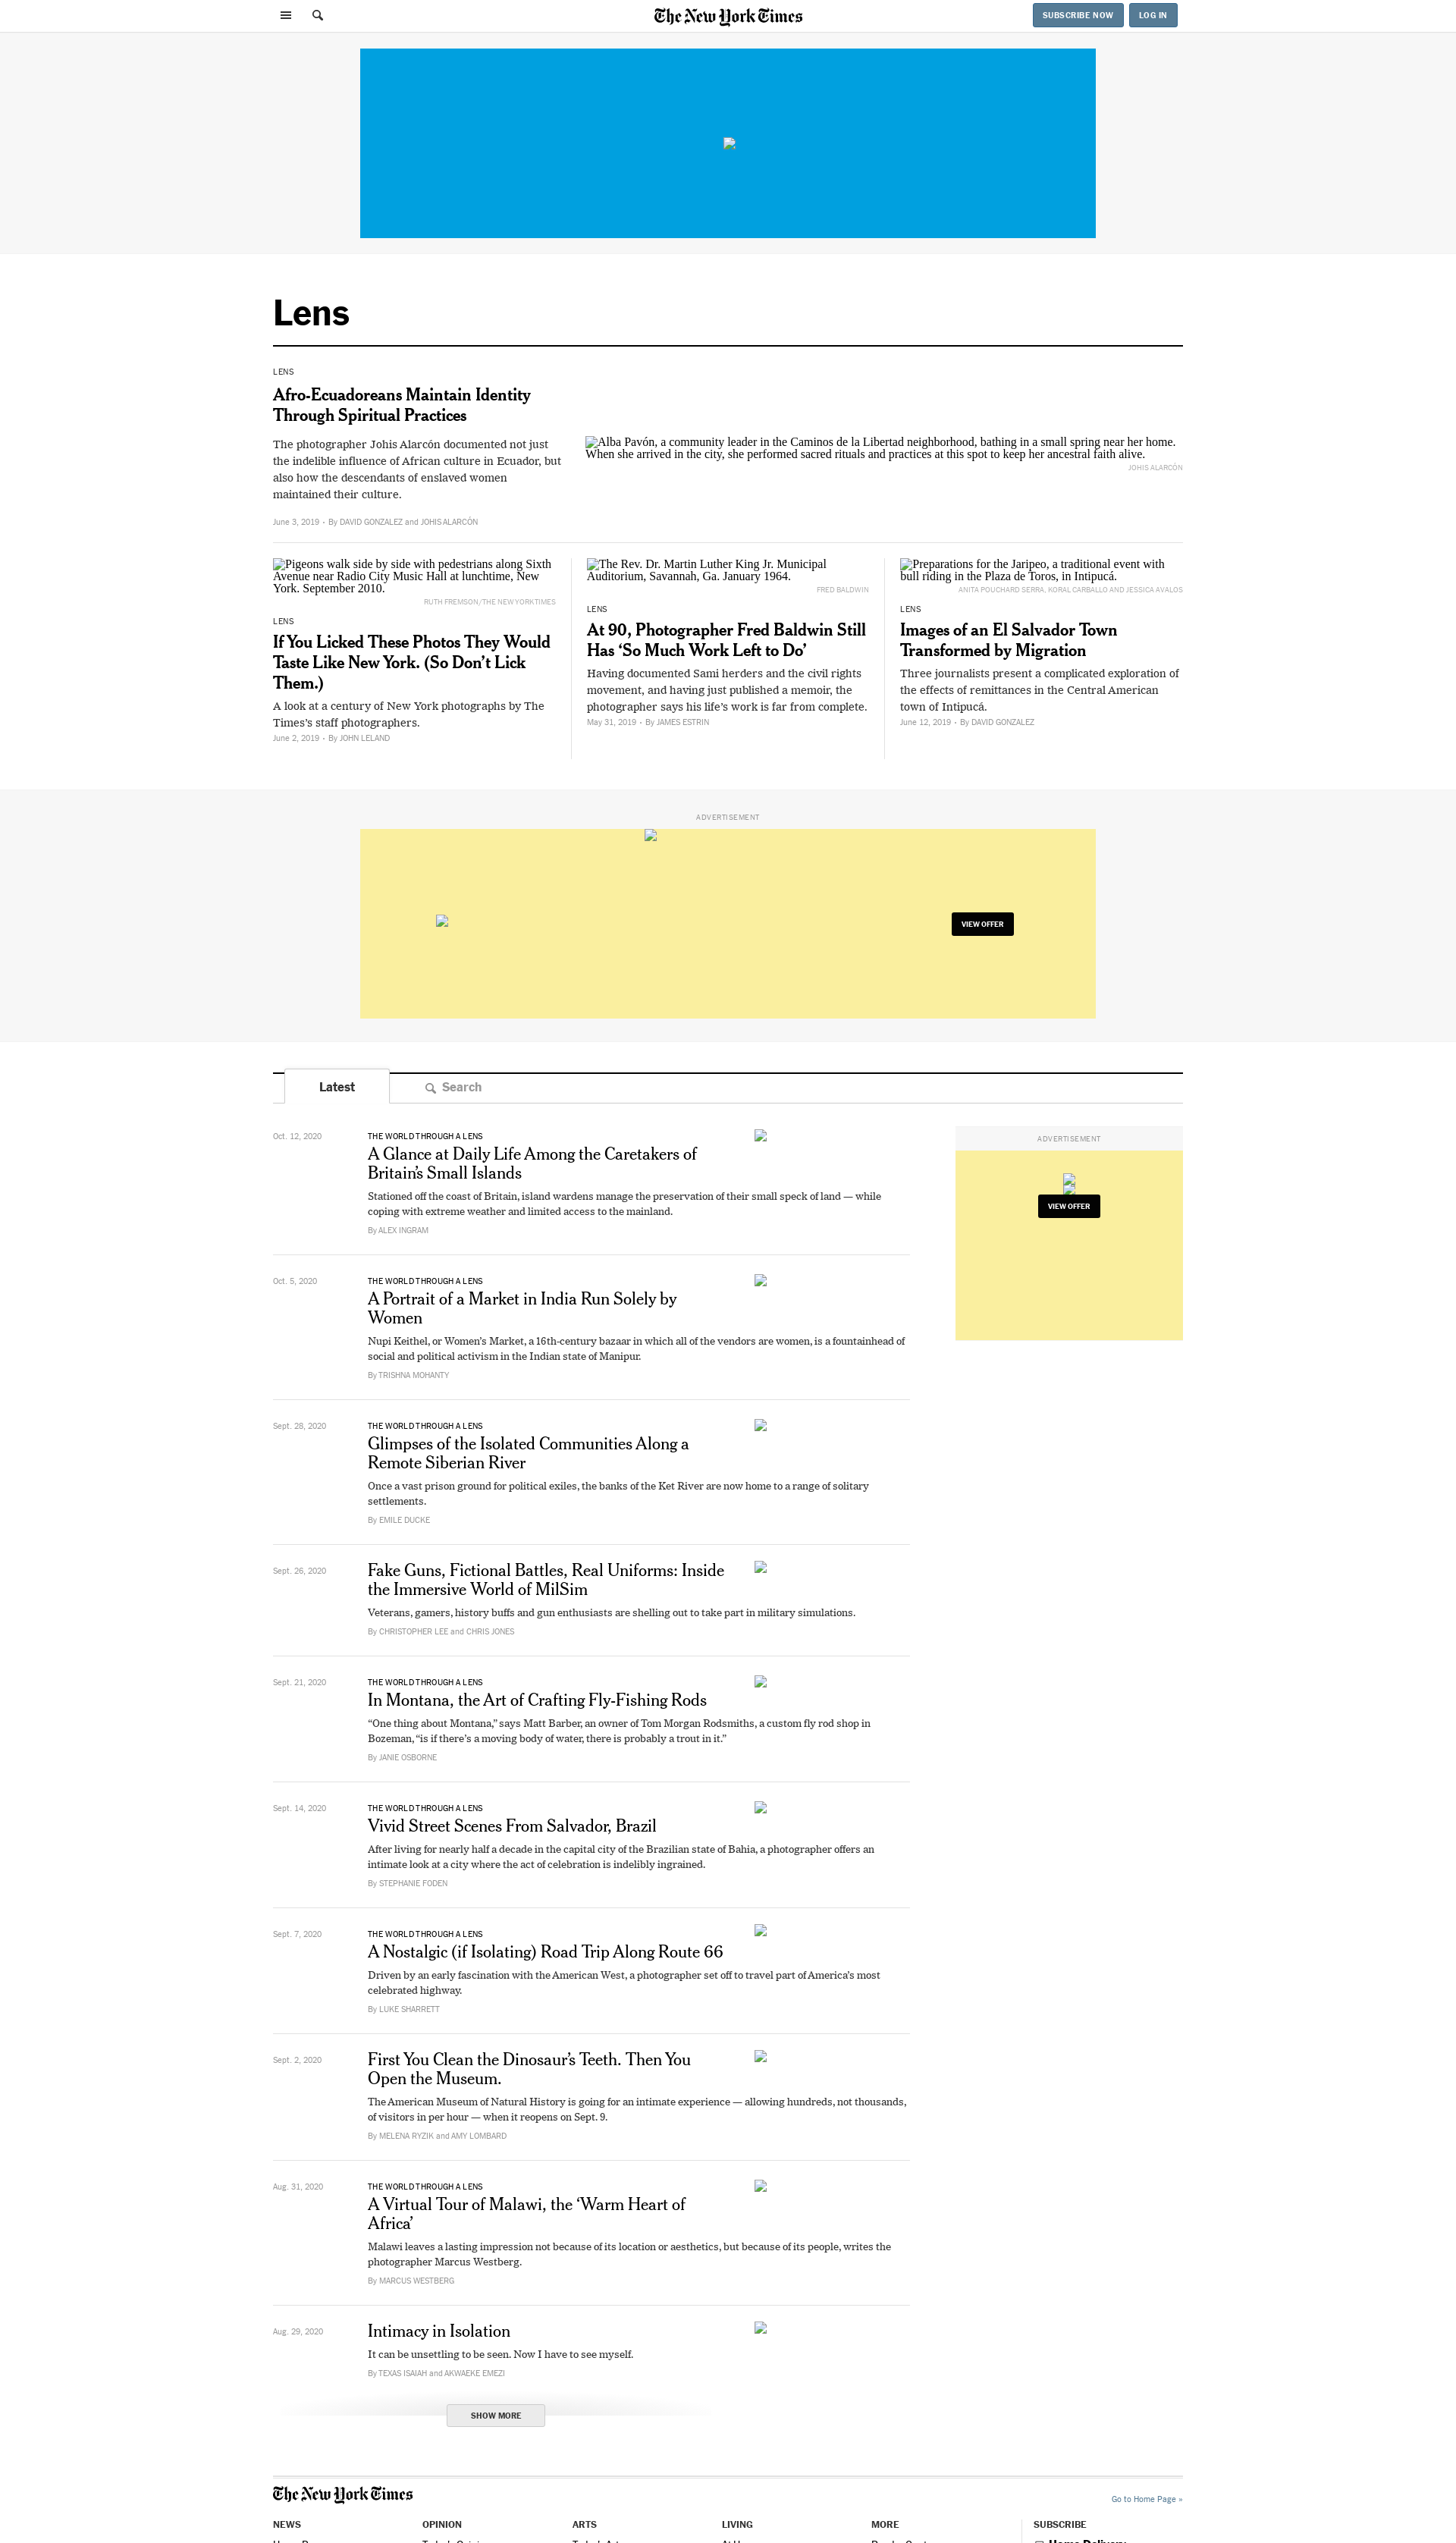 The New York Times
SUBSCRIBE NOW
LOG IN
Lens
LENS
Afro-Ecuadoreans Maintain Identity
Through Spiritual Practices
The photographer Johis Alarcón documented not just
the indelible influence of African culture in Ecuador, but
also how the descendants of enslaved women
maintained their culture.
June 3, 2019 • By DAVID GONZALEZ and JOHIS ALARCÓN
Alba Pavón, a community leader in the Caminos de la Libertad neighborhood, bathing in a small spring near her home.
When she arrived in the city, she performed sacred rituals and practices at this spot to keep her ancestral faith alive.
JOHIS ALARCÓN
Pigeons walk side by side with pedestrians along Sixth
Avenue near Radio City Music Hall at lunchtime, New
York. September 2010.
RUTH FREMSON/THE NEW YORK TIMES
LENS
If You Licked These Photos They Would
Taste Like New York. (So Don’t Lick
Them.)
A look at a century of New York photographs by The
Times’s staff photographers.
June 2, 2019 • By JOHN LELAND
The Rev. Dr. Martin Luther King Jr. Municipal
Auditorium, Savannah, Ga. January 1964.
FRED BALDWIN
LENS
At 90, Photographer Fred Baldwin Still
Has ‘So Much Work Left to Do’
Having documented Sami herders and the civil rights
movement, and having just published a memoir, the
photographer says his life’s work is far from complete.
May 31, 2019 • By JAMES ESTRIN
Preparations for the Jaripeo, a traditional event with
bull riding in the Plaza de Toros, in Intipucá.
ANITA POUCHARD SERRA, KORAL CARBALLO AND JESSICA AVALOS
LENS
Images of an El Salvador Town
Transformed by Migration
Three journalists present a complicated exploration of
the effects of remittances in the Central American
town of Intipucá.
June 12, 2019 • By DAVID GONZALEZ
ADVERTISEMENT
VIEW OFFER
Latest
Search
Oct. 12, 2020
THE WORLD THROUGH A LENS
A Glance at Daily Life Among the Caretakers of
Britain’s Small Islands
Stationed off the coast of Britain, island wardens manage the preservation of their small speck of land — while
coping with extreme weather and limited access to the mainland.
By ALEX INGRAM
ADVERTISEMENT
VIEW OFFER
Oct. 5, 2020
THE WORLD THROUGH A LENS
A Portrait of a Market in India Run Solely by
Women
Nupi Keithel, or Women’s Market, a 16th-century bazaar in which all of the vendors are women, is a fountainhead of
social and political activism in the Indian state of Manipur.
By TRISHNA MOHANTY
Sept. 28, 2020
THE WORLD THROUGH A LENS
Glimpses of the Isolated Communities Along a
Remote Siberian River
Once a vast prison ground for political exiles, the banks of the Ket River are now home to a range of solitary
settlements.
By EMILE DUCKE
Sept. 26, 2020
Fake Guns, Fictional Battles, Real Uniforms: Inside
the Immersive World of MilSim
Veterans, gamers, history buffs and gun enthusiasts are shelling out to take part in military simulations.
By CHRISTOPHER LEE and CHRIS JONES
Sept. 21, 2020
THE WORLD THROUGH A LENS
In Montana, the Art of Crafting Fly-Fishing Rods
“One thing about Montana,” says Matt Barber, an owner of Tom Morgan Rodsmiths, a custom fly rod shop in
Bozeman, “is if there’s a moving body of water, there is probably a trout in it.”
By JANIE OSBORNE
Sept. 14, 2020
THE WORLD THROUGH A LENS
Vivid Street Scenes From Salvador, Brazil
After living for nearly half a decade in the capital city of the Brazilian state of Bahia, a photographer offers an
intimate look at a city where the act of celebration is indelibly ingrained.
By STEPHANIE FODEN
Sept. 7, 2020
THE WORLD THROUGH A LENS
A Nostalgic (if Isolating) Road Trip Along Route 66
Driven by an early fascination with the American West, a photographer set off to travel part of America’s most
celebrated highway.
By LUKE SHARRETT
Sept. 2, 2020
First You Clean the Dinosaur’s Teeth. Then You
Open the Museum.
The American Museum of Natural History is going for an intimate experience — allowing hundreds, not thousands,
of visitors in per hour — when it reopens on Sept. 9.
By MELENA RYZIK and AMY LOMBARD
Aug. 31, 2020
THE WORLD THROUGH A LENS
A Virtual Tour of Malawi, the ‘Warm Heart of
Africa’
Malawi leaves a lasting impression not because of its location or aesthetics, but because of its people, writes the
photographer Marcus Westberg.
By MARCUS WESTBERG
Aug. 29, 2020
Intimacy in Isolation
It can be unsettling to be seen. Now I have to see myself.
By TEXAS ISAIAH and AKWAEKE EMEZI
SHOW MORE
The New York Times
Go to Home Page »
NEWS
OPINION
ARTS
LIVING
MORE
SUBSCRIBE